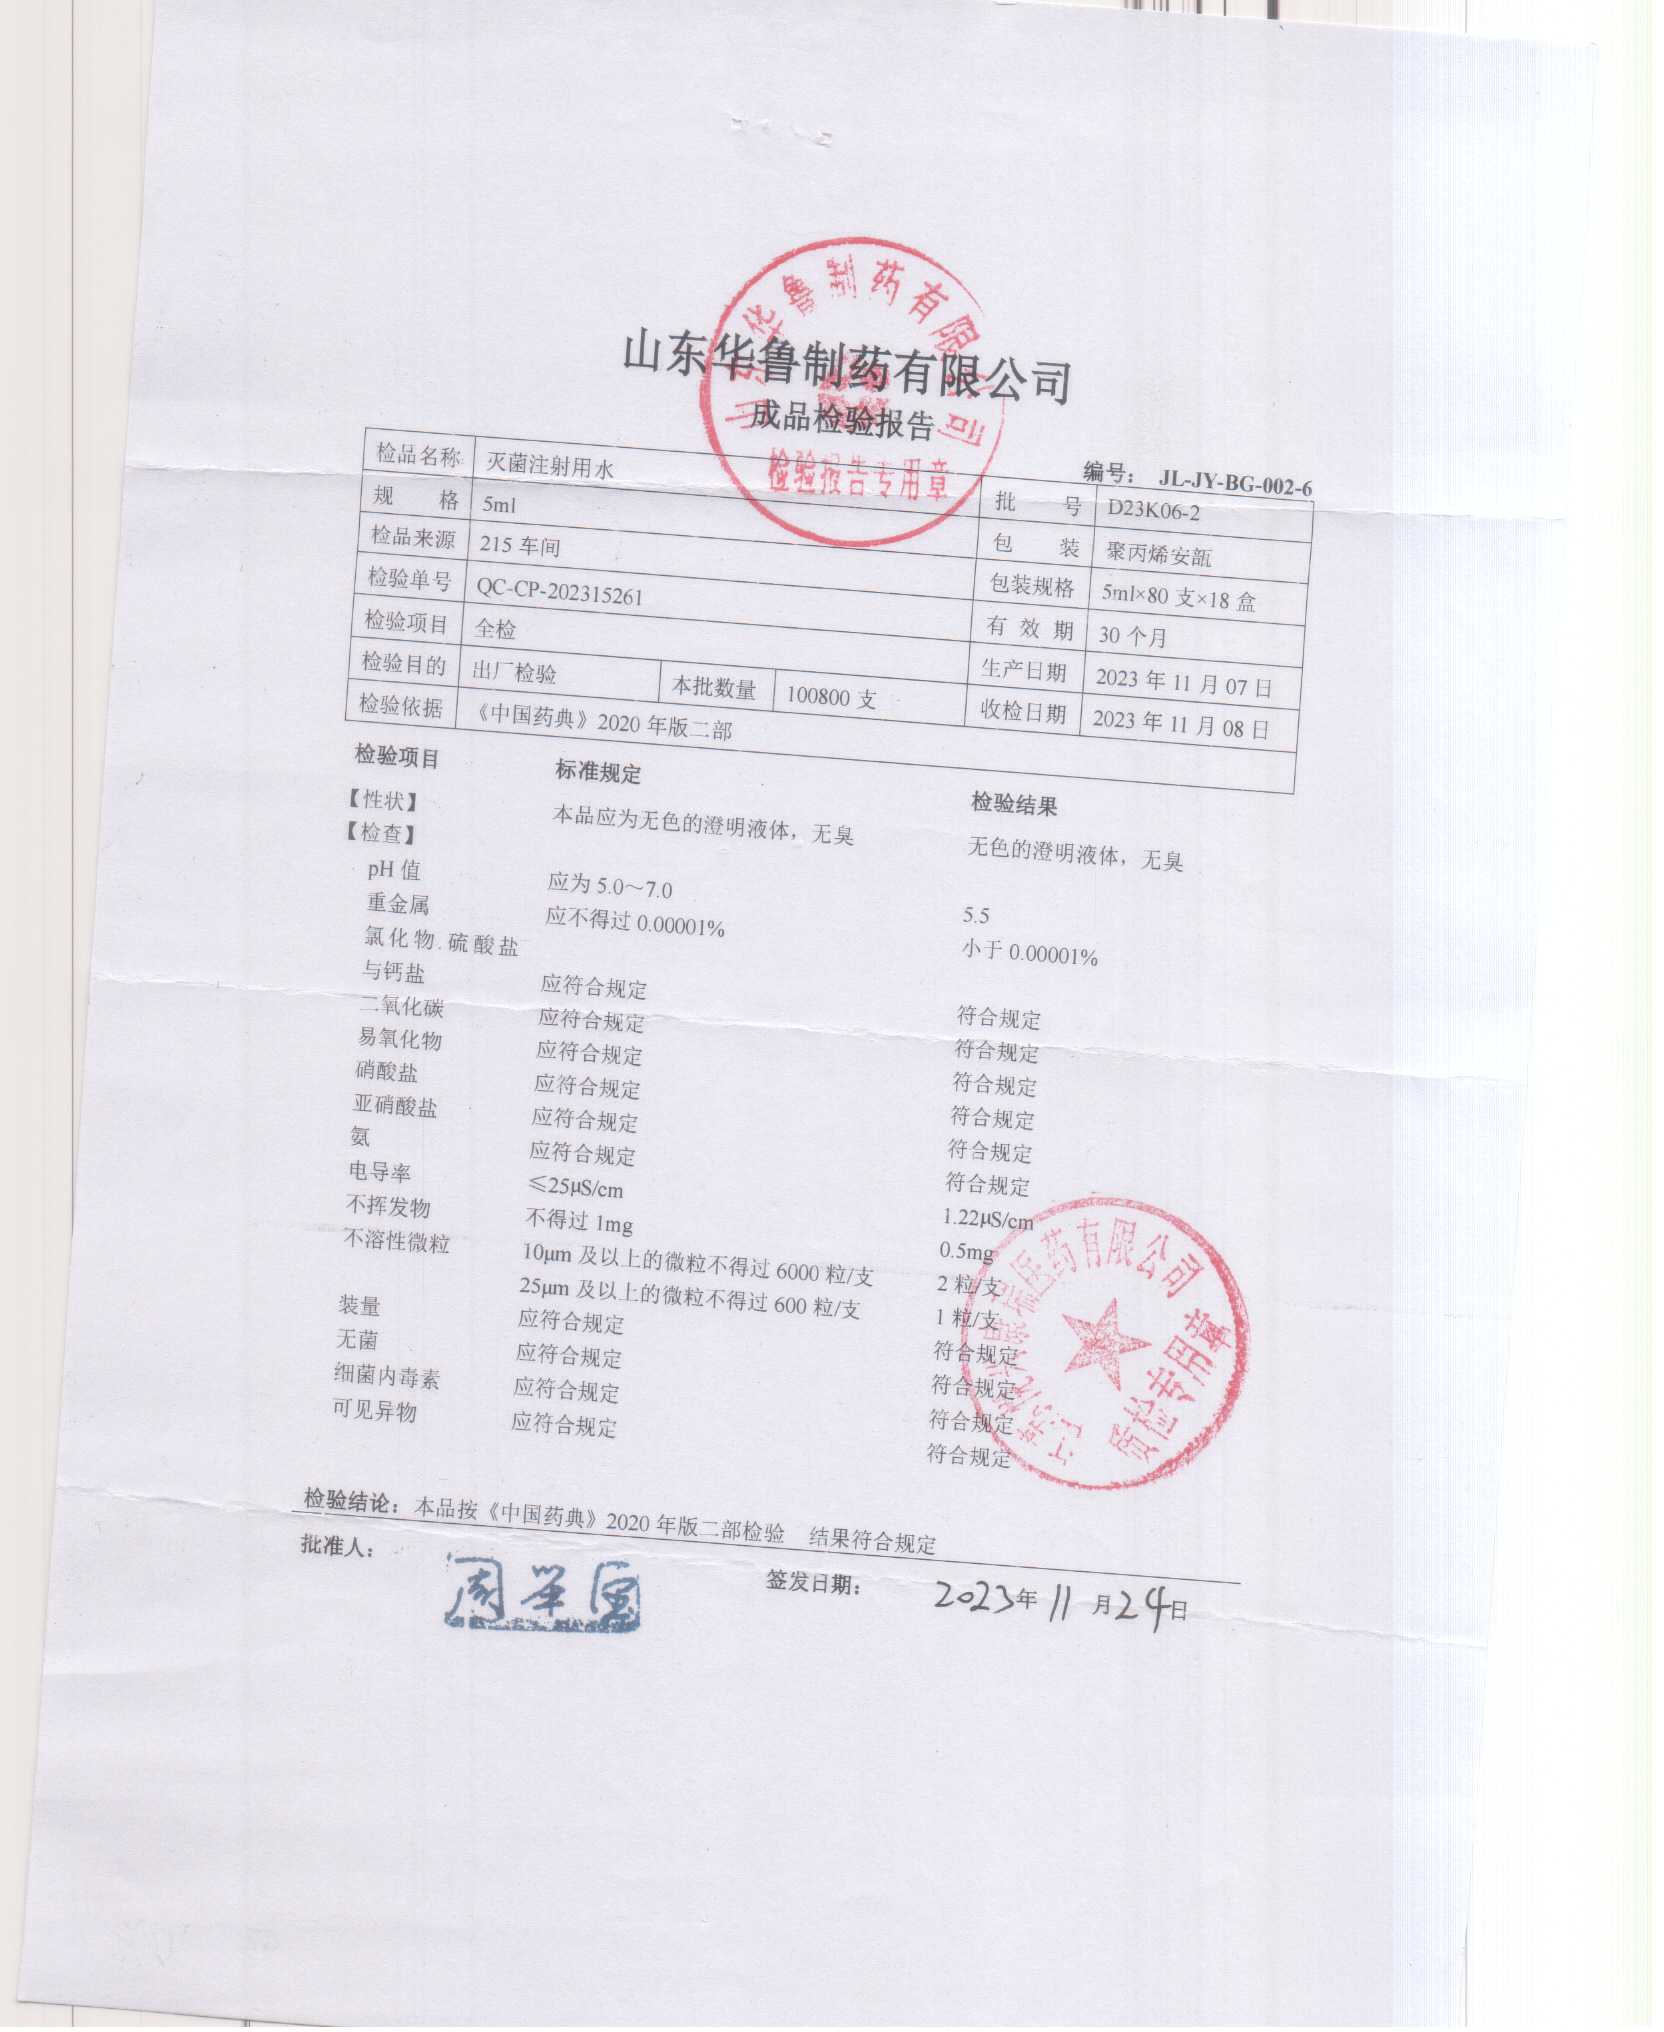 山东华鲁制药有限公司
山东华鲁制药有限公司
成品检验报告
检验报告专用章
编号： JL-JY-BG-002-6
检品名称 灭菌注射用水 批 号 D23K06-2
规 格 5ml 包 装 聚丙烯安瓿
检品来源 215 车间 包装规格 5ml×80 支×18 盒
检验单号 QC-CP-202315261 有 效 期 30 个月
检验项目 全检 生产日期 2023 年 11 月 07 日
检验目的 出厂检验 本批数量 100800 支 收检日期 2023 年 11 月 08 日
检验依据 《中国药典》2020 年版二部
检验项目 标准规定 检验结果
【性状】 本品应为无色的澄明液体，无臭 无色的澄明液体，无臭
【检查】
pH 值 应为 5.0～7.0 5.5
重金属 应不得过 0.00001% 小于 0.00001%
氯化物.硫酸盐
与钙盐 应符合规定 符合规定
二氧化碳 应符合规定 符合规定
易氧化物 应符合规定 符合规定
硝酸盐 应符合规定 符合规定
亚硝酸盐 应符合规定 符合规定
氨 应符合规定 符合规定
电导率 ≤25μS/cm 1.22μS/cm
不挥发物 不得过 1mg 0.5mg
不溶性微粒 10μm 及以上的微粒不得过 6000 粒/支 2 粒/支
25μm 及以上的微粒不得过 600 粒/支 1 粒/支
装量 应符合规定 符合规定
无菌 应符合规定 符合规定
细菌内毒素 应符合规定 符合规定
可见异物 应符合规定 符合规定
医药有限公司
质检专用章
检验结论：本品按《中国药典》2020 年版二部检验 结果符合规定
批准人： 签发日期： 2023年 11 月 24日